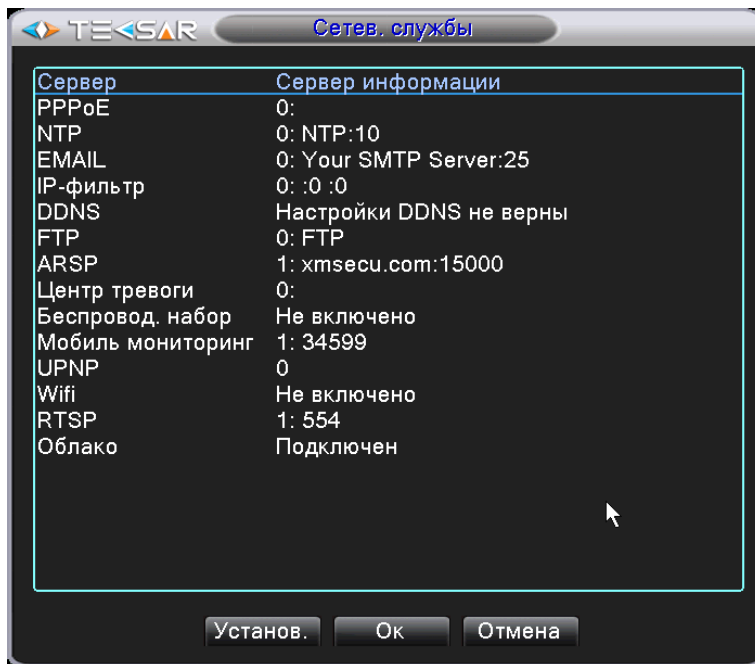 TECSAR Сетев. службы
Сервер Сервер информации
PPPoE 0:
NTP 0: NTP:10
EMAIL 0: Your SMTP Server:25
IP-фильтр 0: :0 :0
DDNS Настройки DDNS не верны
FTP 0: FTP
ARSP 1: xmsecu.com:15000
Центр тревоги 0:
Беспровод. набор Не включено
Мобиль мониторинг 1: 34599
UPNP 0
Wifi Не включено
RTSP 1: 554
Облако Подключен
Установ. Ок Отмена